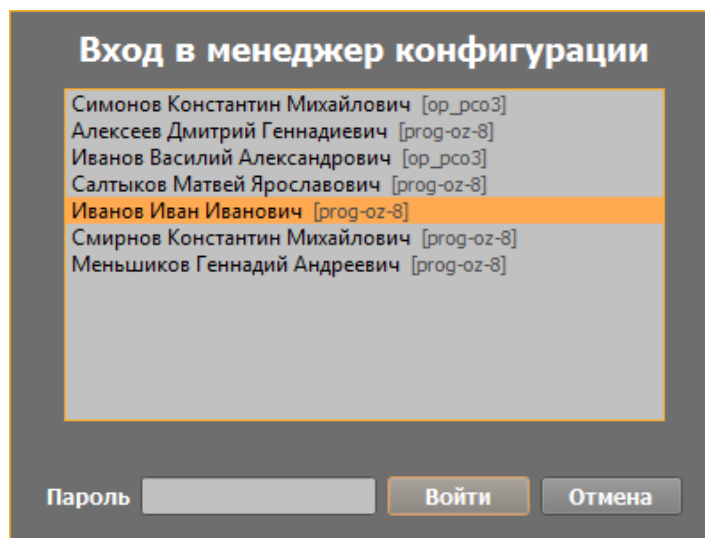 Вход в менеджер конфигурации
Симонов Константин Михайлович [op_pco3]
Алексеев Дмитрий Геннадиевич [prog-oz-8]
Иванов Василий Александрович [op_pco3]
Салтыков Матвей Ярославович [prog-oz-8]
Иванов Иван Иванович [prog-oz-8]
Смирнов Константин Михайлович [prog-oz-8]
Меньшиков Геннадий Андреевич [prog-oz-8]
Пароль Войти Отмена